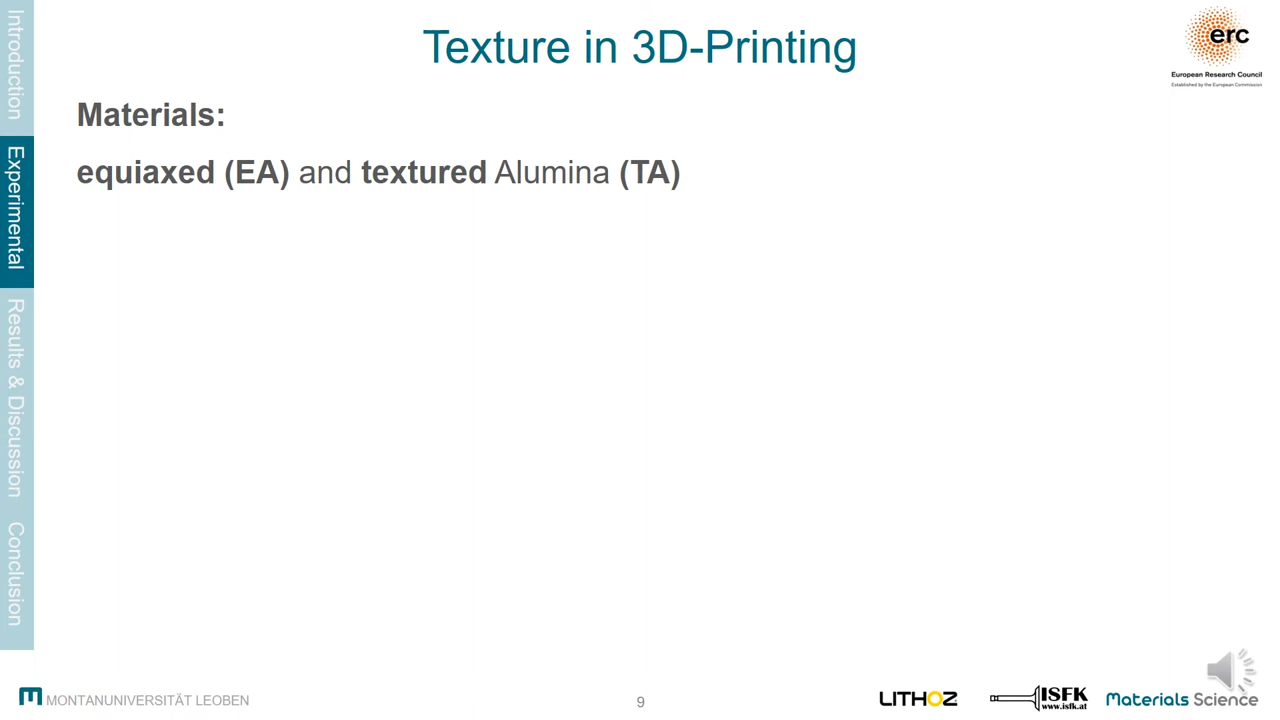 Texture in 3D-Printing
erc
European Research Council
Established by the European Commission
Introduction
Experimental
Results & Discussion
Conclusion
Materials:
equiaxed (EA) and textured Alumina (TA)
MONTANUNIVERSITÄT LEOBEN
9
LITHOZ
ISFK
www.isfk.at
Materials Science